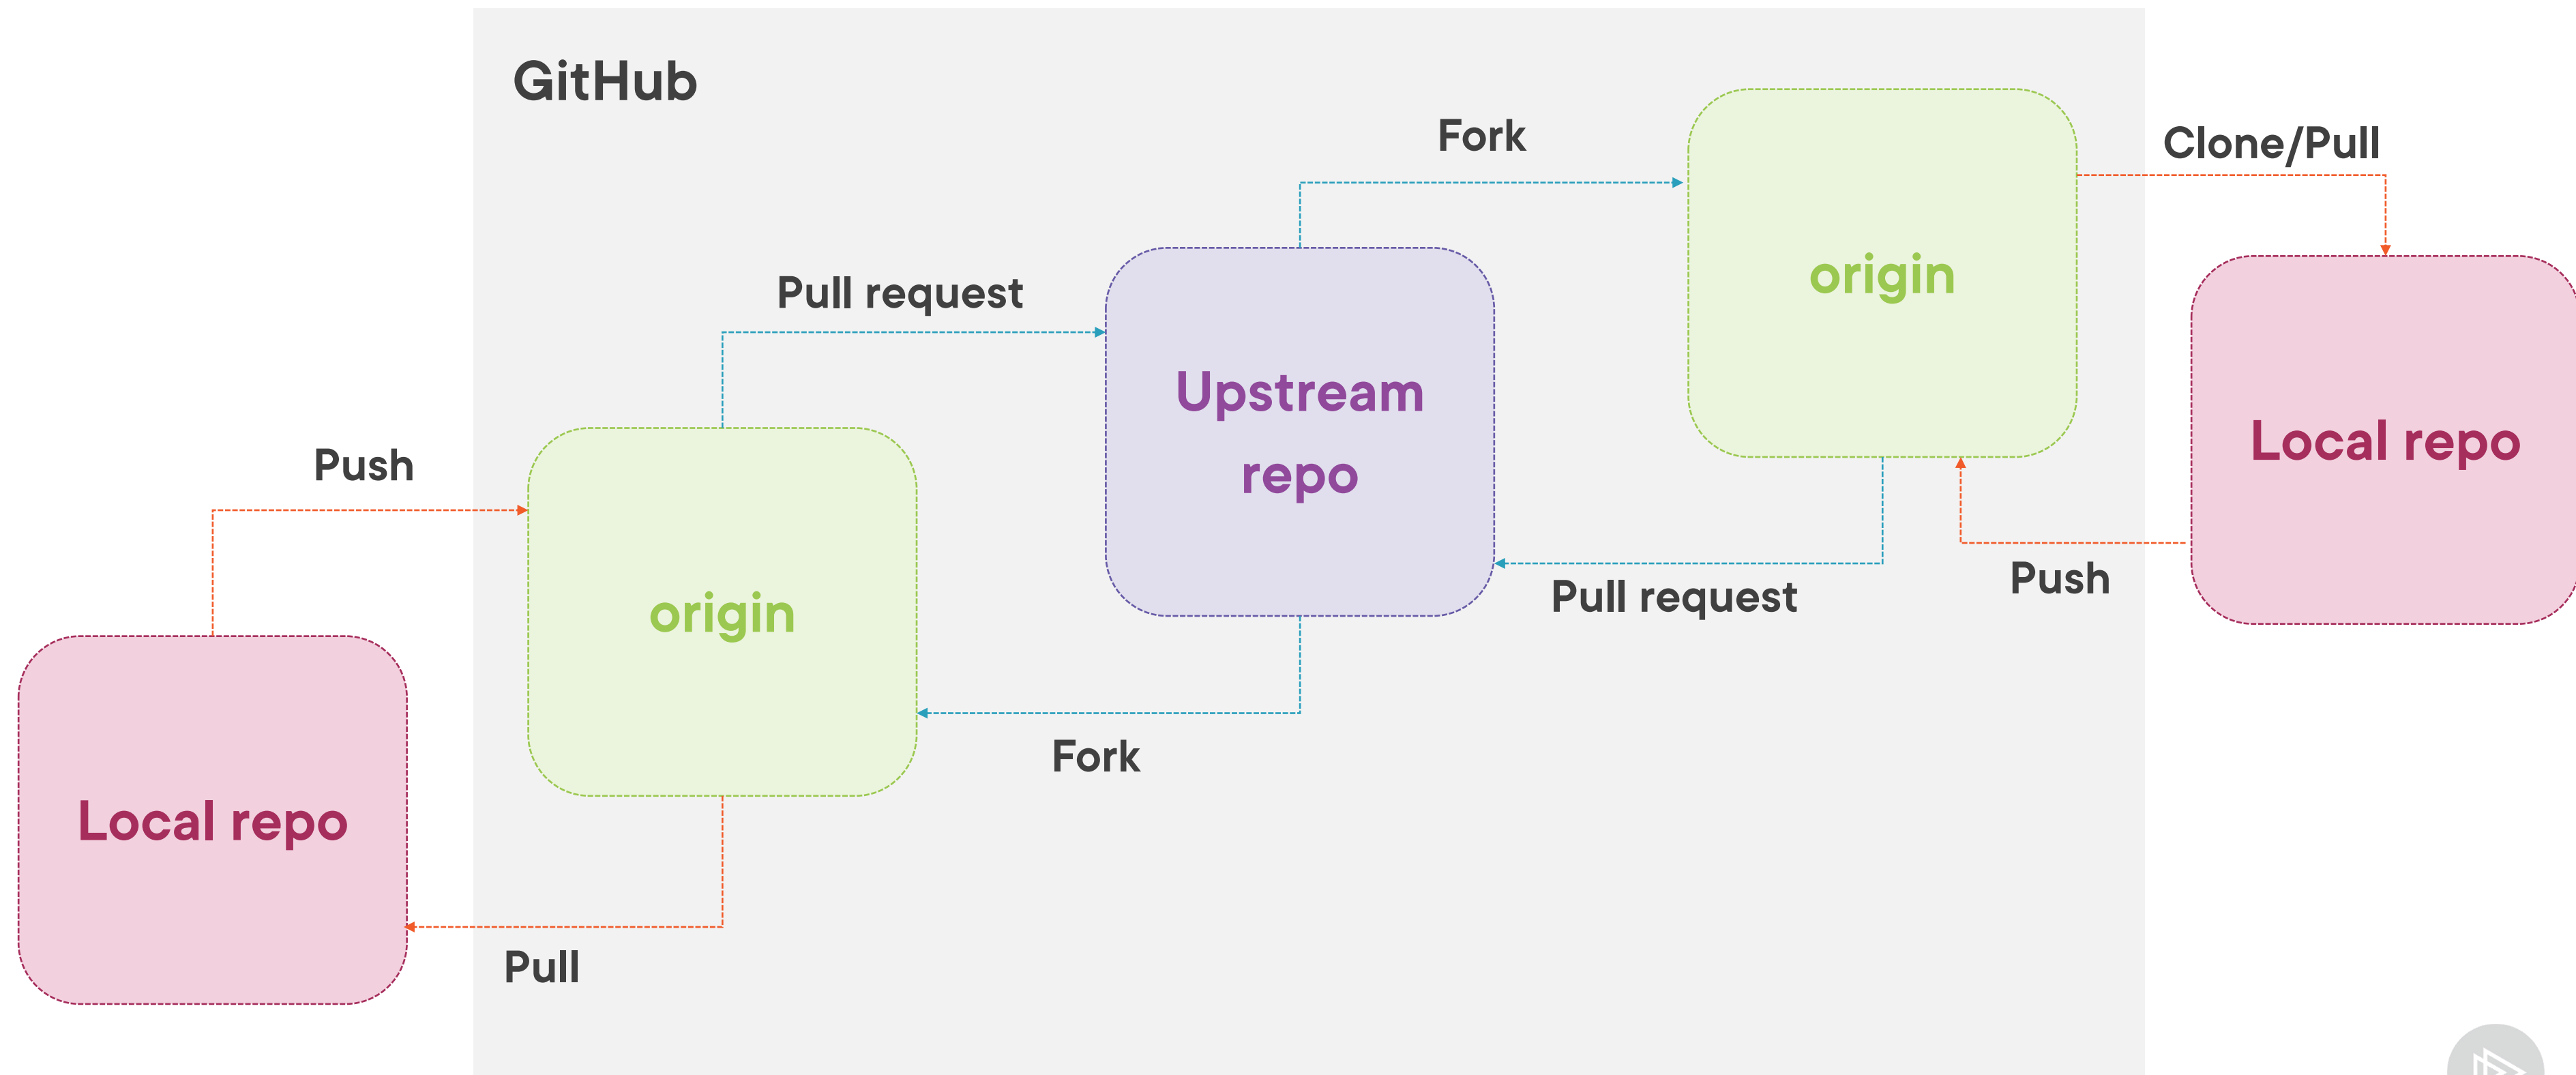 GitHub
Fork
Clone/Pull
Pull request
origin
Upstream
repo
Local repo
Push
Push
Pull request
origin
Fork
Local repo
Pull